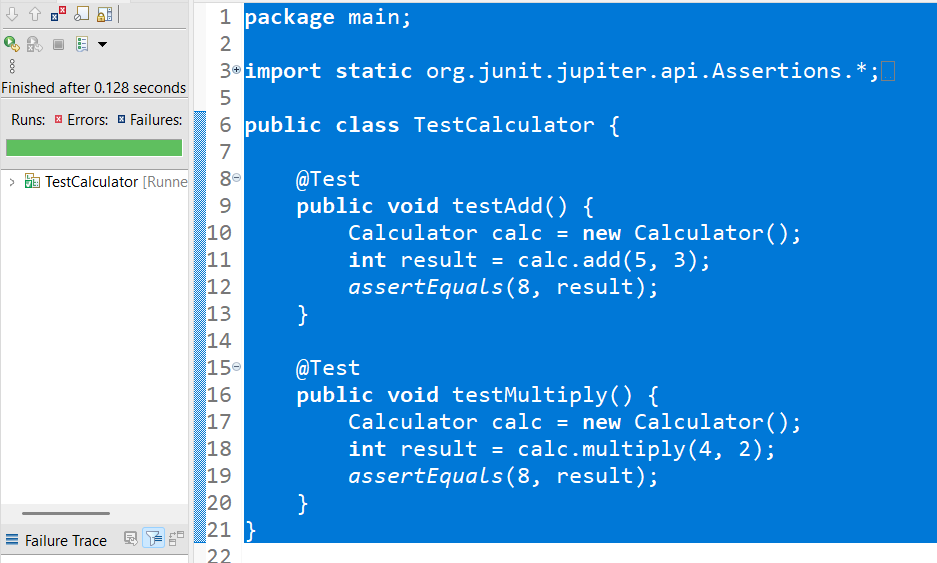 Finished after 0.128 seconds
Runs: Errors: Failures:
TestCalculator [Runne
Failure Trace
1 package main;
2
3 import static org.junit.jupiter.api.Assertions.*;
5
6 public class TestCalculator {
7
8     @Test
9     public void testAdd() {
10         Calculator calc = new Calculator();
11         int result = calc.add(5, 3);
12         assertEquals(8, result);
13     }
14
15     @Test
16     public void testMultiply() {
17         Calculator calc = new Calculator();
18         int result = calc.multiply(4, 2);
19         assertEquals(8, result);
20     }
21 }
22